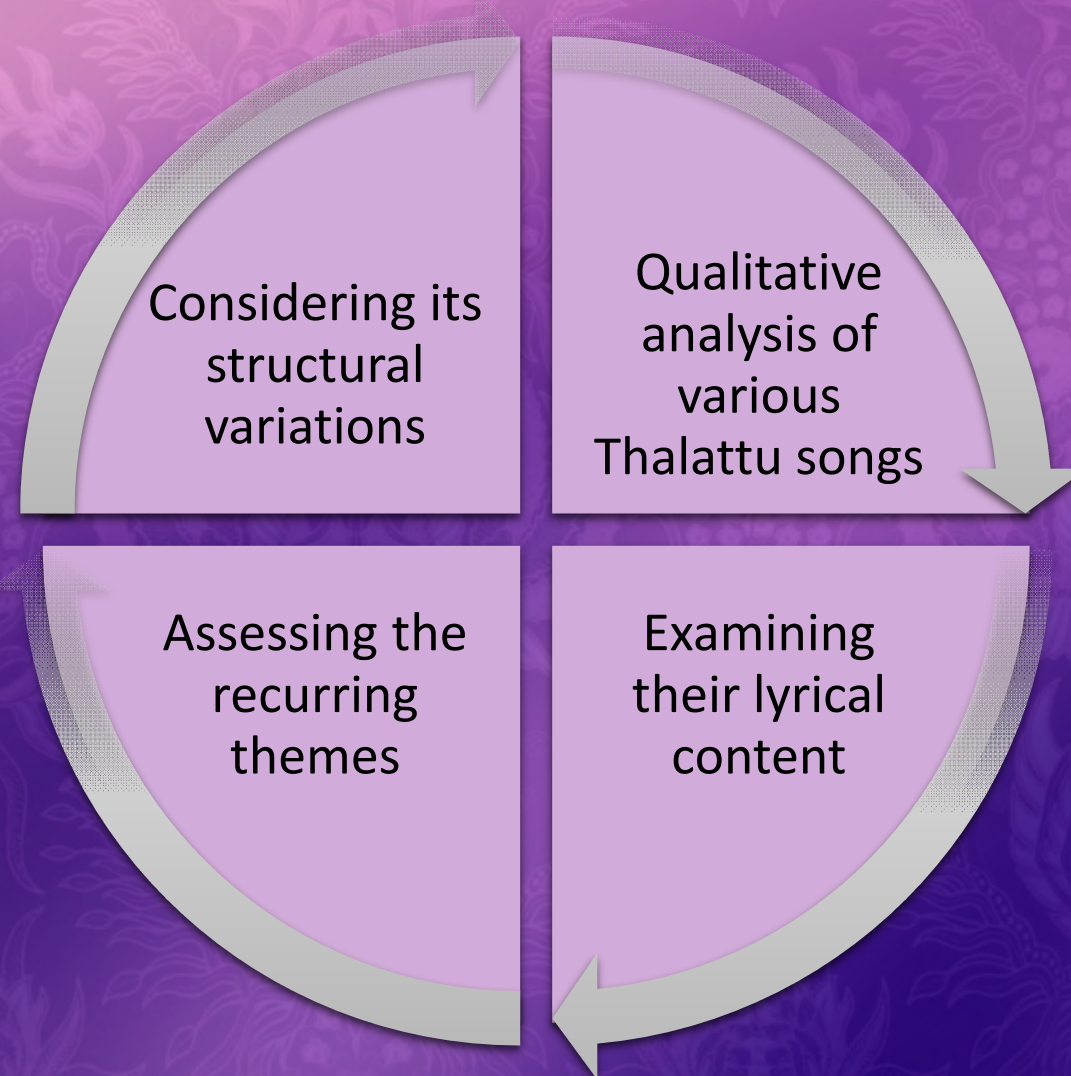 Considering its
structural
variations
Qualitative
analysis of
various
Thalattu songs
Assessing the
recurring
themes
Examining
their lyrical
content